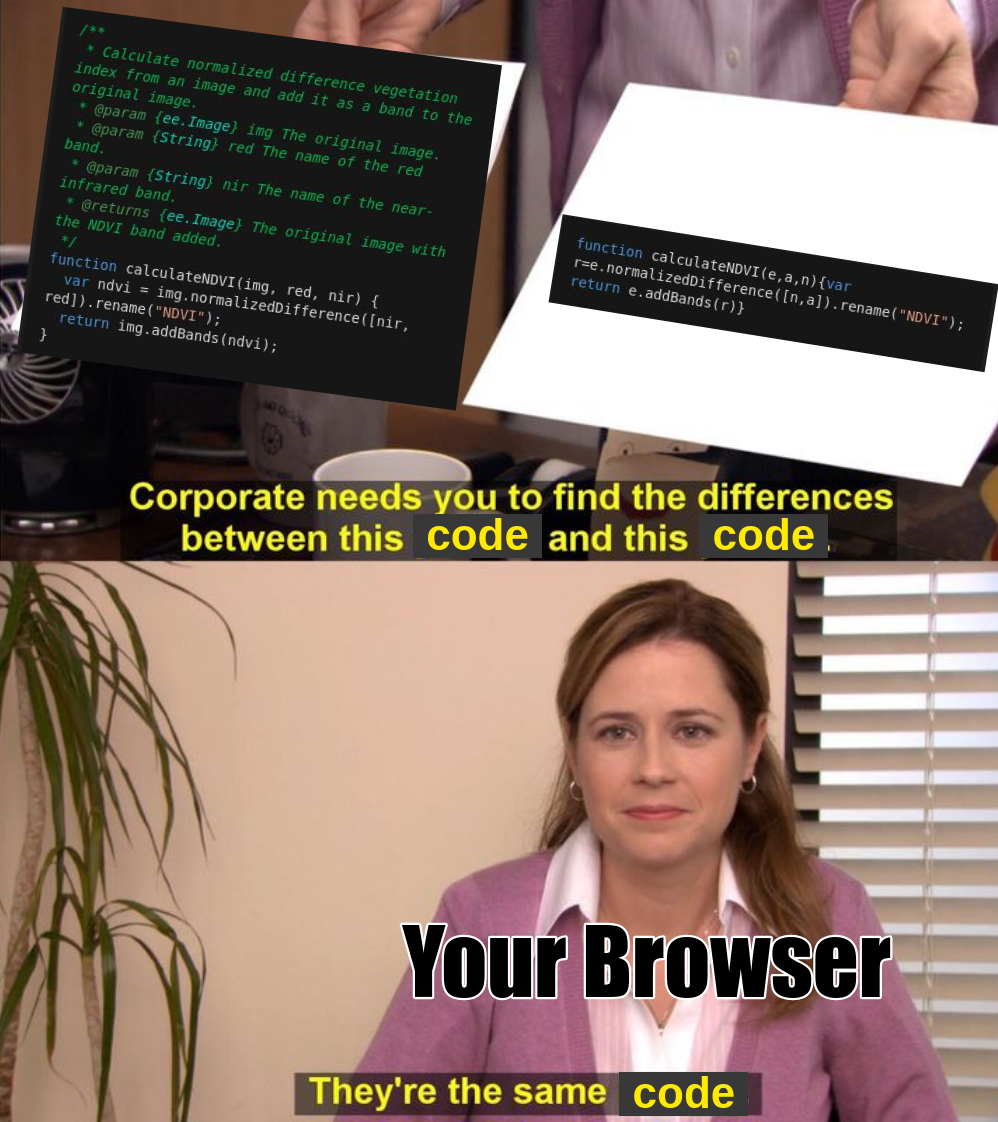 /**
* Calculate normalized difference vegetation
index from an image and add it as a band to the
original image.
* @param {ee.Image} img The original image.
* @param {String} red The name of the red
band.
* @param {String} nir The name of the near-
infrared band.
* @returns {ee.Image} The original image with
the NDVI band added.
*/
function calculateNDVI(img, red, nir) {
var ndvi = img.normalizedDifference([nir,
red]).rename("NDVI");
return img.addBands(ndvi);
}
function calculateNDVI(e,a,n){var
r=e.normalizedDifference([n,a]).rename("NDVI");
return e.addBands(r)}
Corporate needs you to find the differences
between this code and this code.
Your Browser
They're the same code